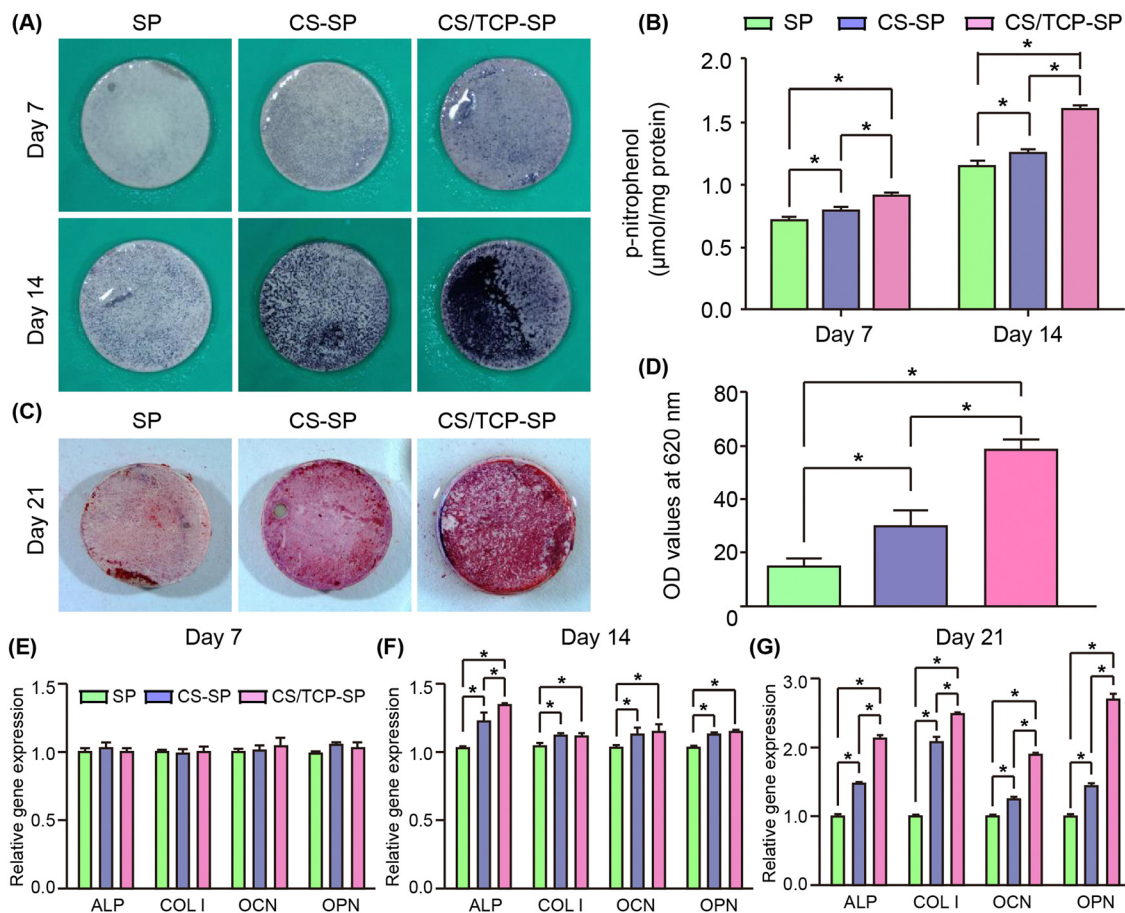 (A)
SP CS-SP CS/TCP-SP
Day 7
Day 14
(B)
SP CS-SP CS/TCP-SP
p-nitrophenol
(μmol/mg protein)
2.0
1.5
1.0
0.5
0.0
* * *
* * *
Day 7 Day 14
(C)
SP CS-SP CS/TCP-SP
Day 21
(D)
OD values at 620 nm
80
60
40
20
0
*
*
*
(E)
Day 7
SP CS-SP CS/TCP-SP
Relative gene expression
1.5
1.0
0.5
0.0
ALP COL I OCN OPN
(F)
Day 14
Relative gene expression
1.5
1.0
0.5
0.0
* * *
* *
* *
* *
ALP COL I OCN OPN
(G)
Day 21
Relative gene expression
3.0
2.0
1.0
0.0
* * *
* * *
* * *
* * *
ALP COL I OCN OPN